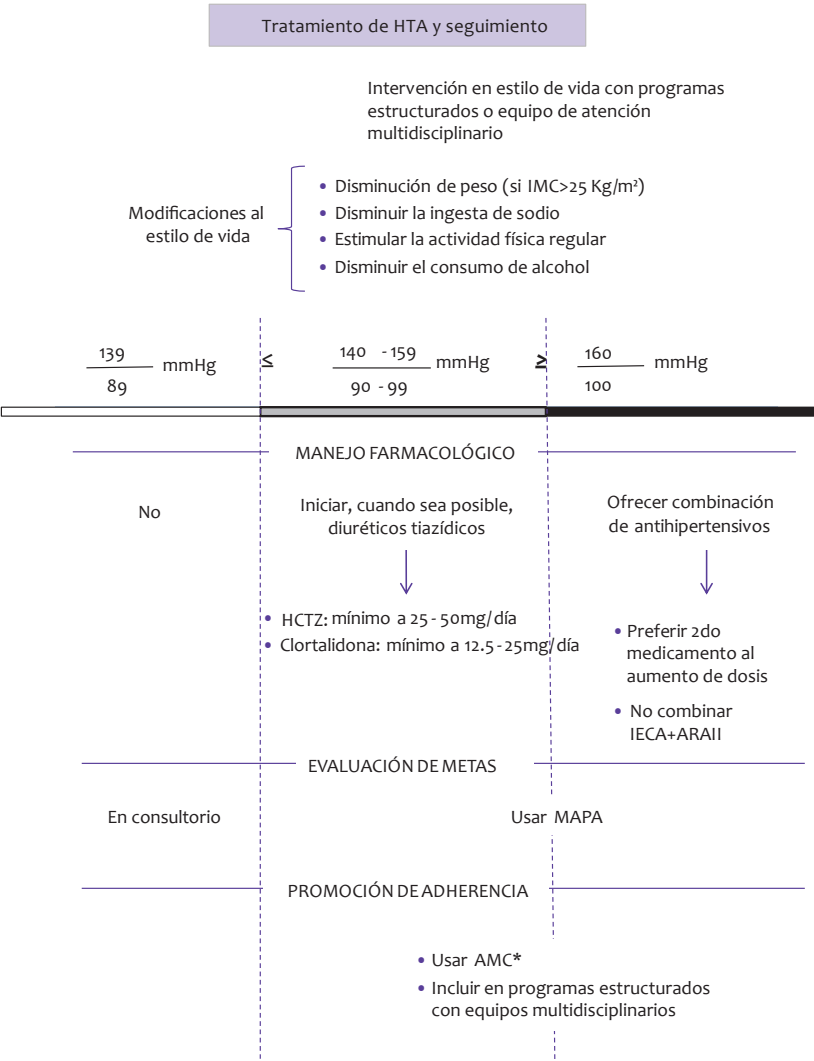 Tratamiento de HTA y seguimiento
Intervención en estilo de vida con programas
estructurados o equipo de atención
multidisciplinario
Modificaciones al
estilo de vida
• Disminución de peso (si IMC>25 Kg/m²)
• Disminuir la ingesta de sodio
• Estimular la actividad física regular
• Disminuir el consumo de alcohol
139
89
mmHg
≤
140 - 159
90 - 99
mmHg
≥
160
100
mmHg
MANEJO FARMACOLÓGICO
No
Iniciar, cuando sea posible,
diuréticos tiazídicos
• HCTZ: mínimo a 25 - 50mg/día
• Clortalidona: mínimo a 12.5 - 25mg/día
Ofrecer combinación
de antihipertensivos
• Preferir 2do
medicamento al
aumento de dosis
• No combinar
IECA+ARAII
EVALUACIÓN DE METAS
En consultorio
Usar MAPA
PROMOCIÓN DE ADHERENCIA
• Usar AMC*
• Incluir en programas estructurados
con equipos multidisciplinarios